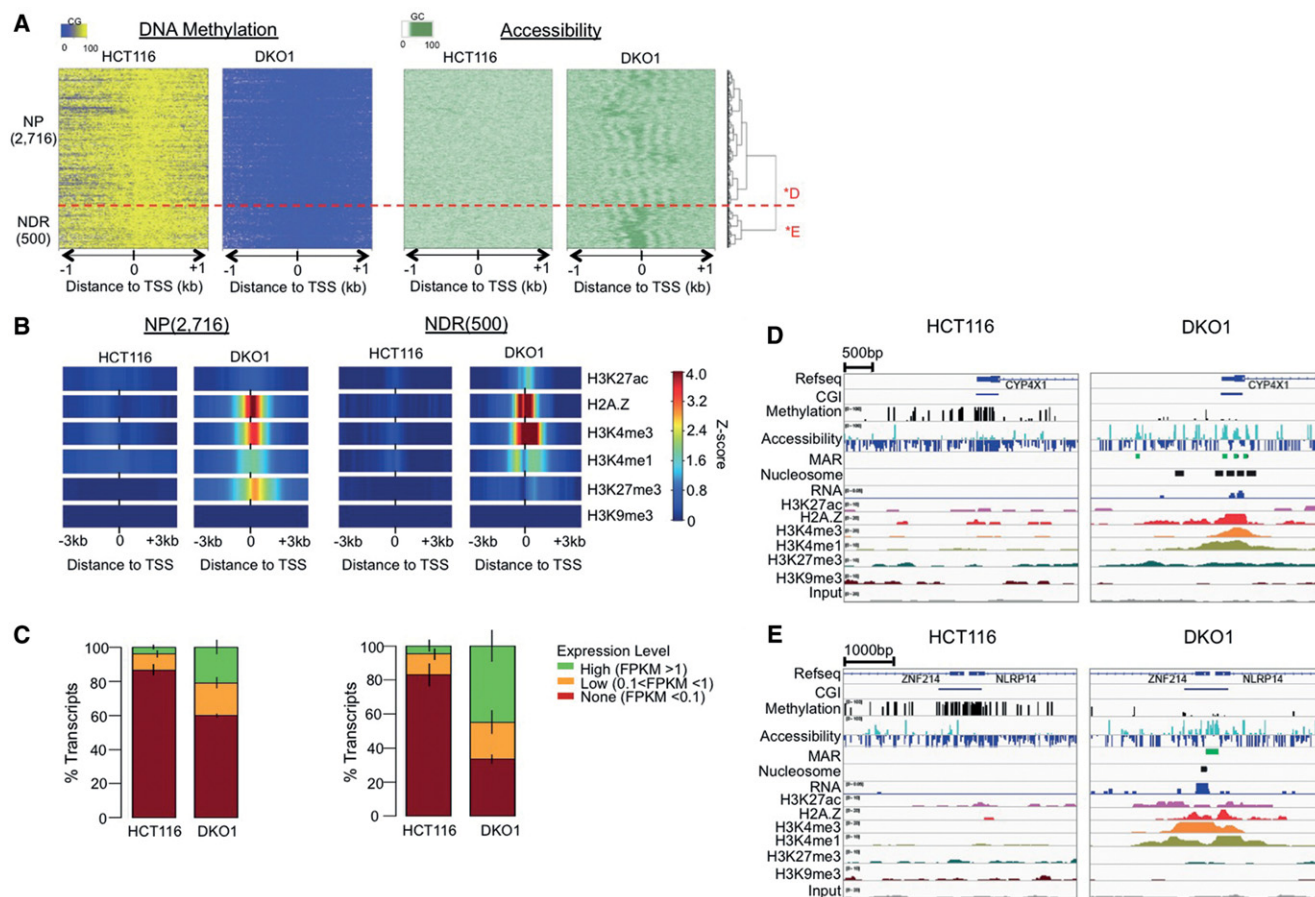 A
CG
0 100
DNA Methylation
HCT116 DKO1
GC
0 100
Accessibility
HCT116 DKO1
NP
(2,716)
NDR
(500)
*D
*E
-1 0 +1 -1 0 +1 -1 0 +1 -1 0 +1
Distance to TSS (kb) Distance to TSS (kb) Distance to TSS (kb) Distance to TSS (kb)
B
NP(2,716) NDR(500)
HCT116 DKO1 HCT116 DKO1
H3K27ac
H2A.Z
H3K4me3
H3K4me1
H3K27me3
H3K9me3
4.0
3.2
2.4
1.6
0.8
0
Z-score
-3kb 0 +3kb -3kb 0 +3kb -3kb 0 +3kb -3kb 0 +3kb
Distance to TSS Distance to TSS Distance to TSS Distance to TSS
C
% Transcripts
100
80
60
40
20
0
HCT116 DKO1
% Transcripts
100
80
60
40
20
0
HCT116 DKO1
Expression Level
High (FPKM >1)
Low (0.1<FPKM <1)
None (FPKM <0.1)
D
HCT116 DKO1
500bp
Refseq
CYP4X1 CYP4X1
CGI
Methylation
Accessibility
MAR
Nucleosome
RNA
H3K27ac
H2A.Z
H3K4me3
H3K4me1
H3K27me3
H3K9me3
Input
E
HCT116 DKO1
1000bp
Refseq
ZNF214 NLRP14 ZNF214 NLRP14
CGI
Methylation
Accessibility
MAR
Nucleosome
RNA
H3K27ac
H2A.Z
H3K4me3
H3K4me1
H3K27me3
H3K9me3
Input